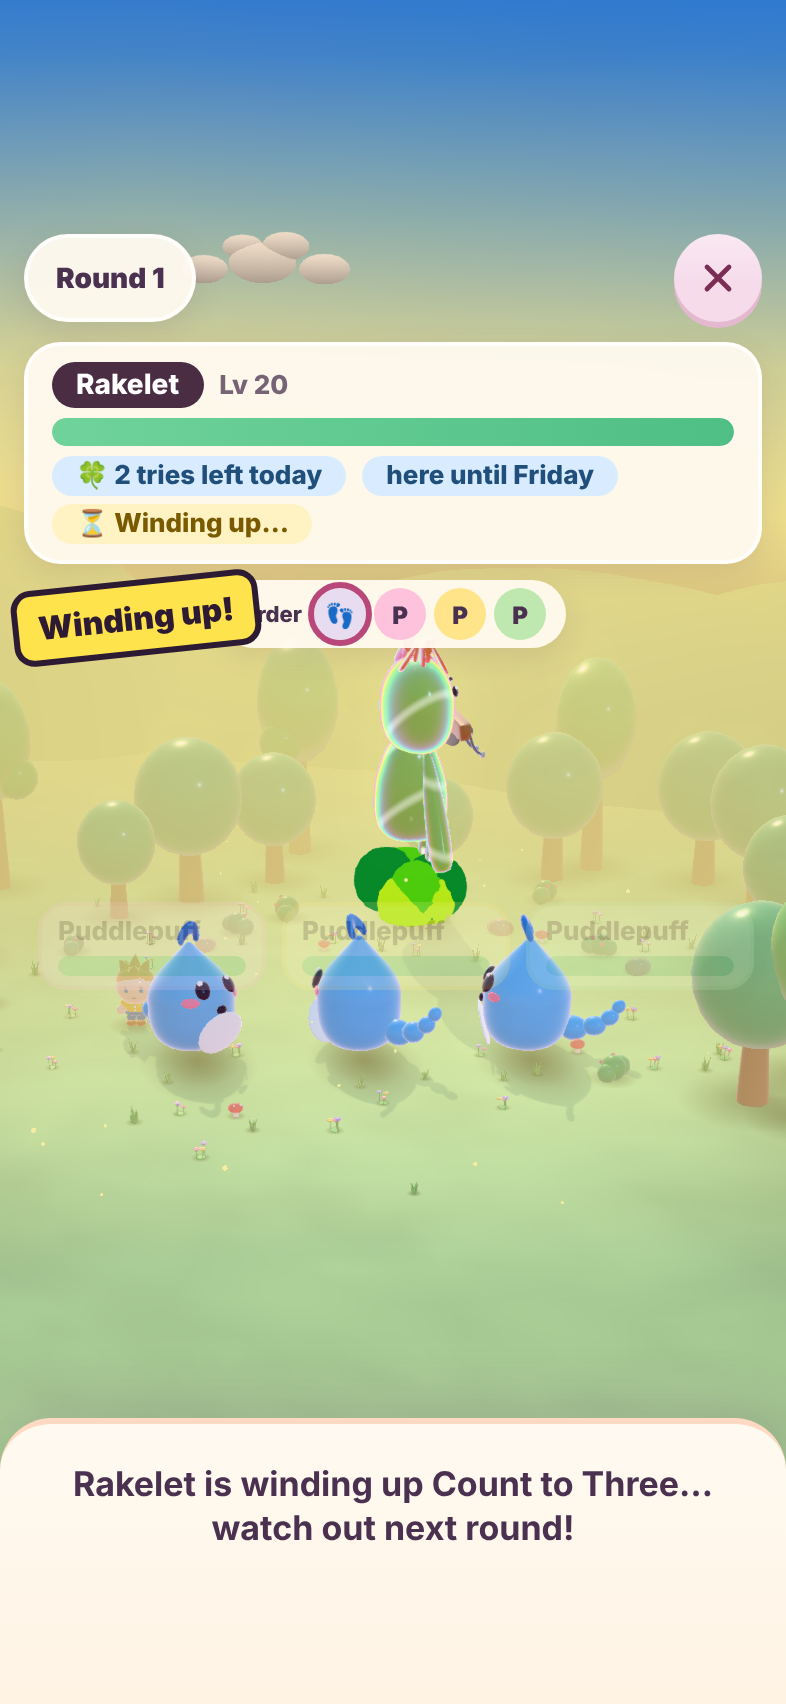 Round 1
Rakelet Lv 20
🍀 2 tries left today here until Friday
⏳ Winding up...
Winding up! rder 👣 P P P
Puddlepuff Puddlepuff Puddlepuff
Rakelet is winding up Count to Three...
watch out next round!